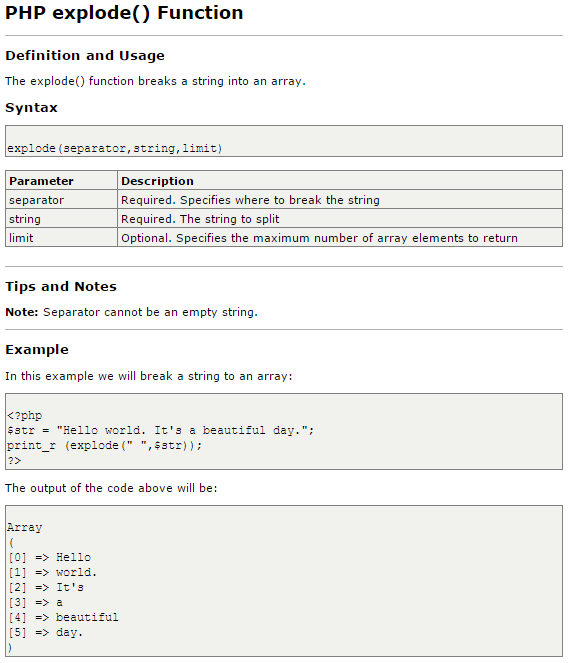 PHP explode() Function
Definition and Usage
The explode() function breaks a string into an array.
Syntax
explode(separator,string,limit)
Parameter Description
separator Required. Specifies where to break the string
string Required. The string to split
limit Optional. Specifies the maximum number of array elements to return
Tips and Notes
Note: Separator cannot be an empty string.
Example
In this example we will break a string to an array:
<?php
$str = "Hello world. It's a beautiful day.";
print_r (explode(" ",$str));
?>
The output of the code above will be:
Array
(
[0] => Hello
[1] => world.
[2] => It's
[3] => a
[4] => beautiful
[5] => day.
)